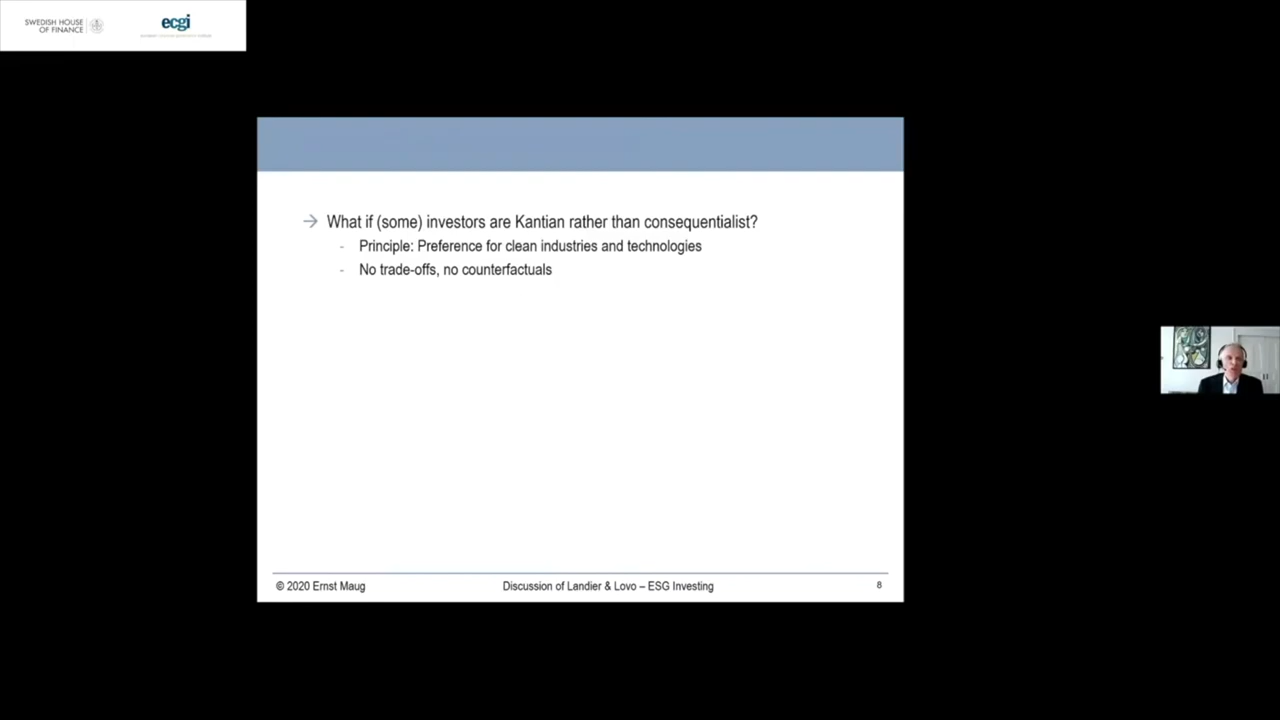 SWEDISH HOUSE
OF FINANCE
ecgi
→ What if (some) investors are Kantian rather than consequentialist?
- Principle: Preference for clean industries and technologies
- No trade-offs, no counterfactuals
© 2020 Ernst Maug
Discussion of Landier & Lovo – ESG Investing
8